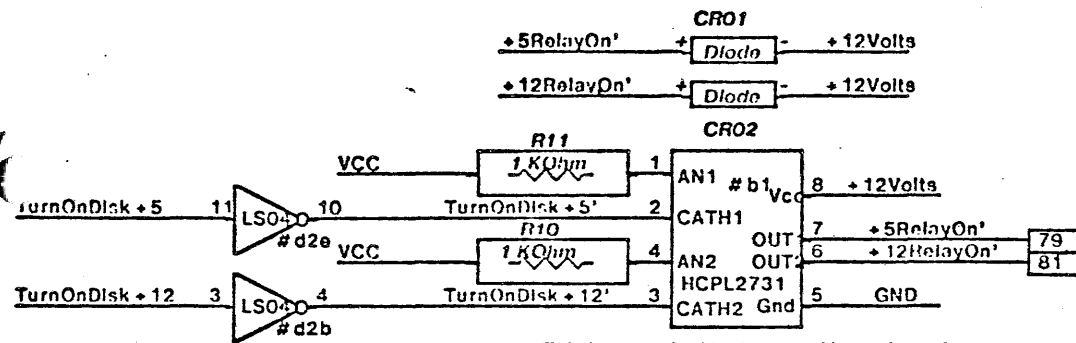 CR01
+5RelayOn' + Diode - +12Volts
+12RelayOn' + Diode - +12Volts
CR02
R11
VCC 1 KOhm 1 AN1 #b1 Vcc 8 +12Volts
TurnOnDisk+5 11 LS04 10 TurnOnDisk+5' 2 CATH1
#d2e
R10
OUT 7 +5RelayOn' 79
VCC 1 KOhm 4 AN2 OUT2 6 +12RelayOn' 81
HCPL2731
TurnOnDisk+12 3 LS04 4 TurnOnDisk+12' 3 CATH2 Gnd 5 GND
#d2b